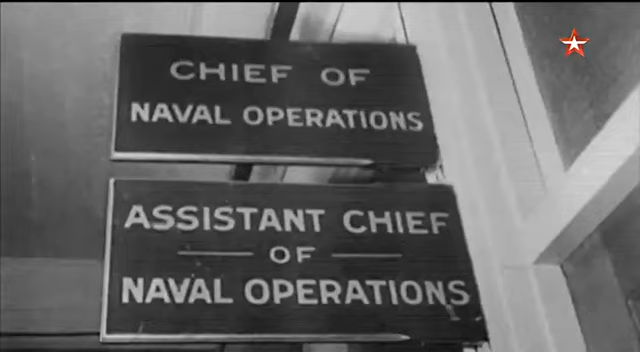 CHIEF OF
NAVAL OPERATIONS
ASSISTANT CHIEF
OF
NAVAL OPERATIONS